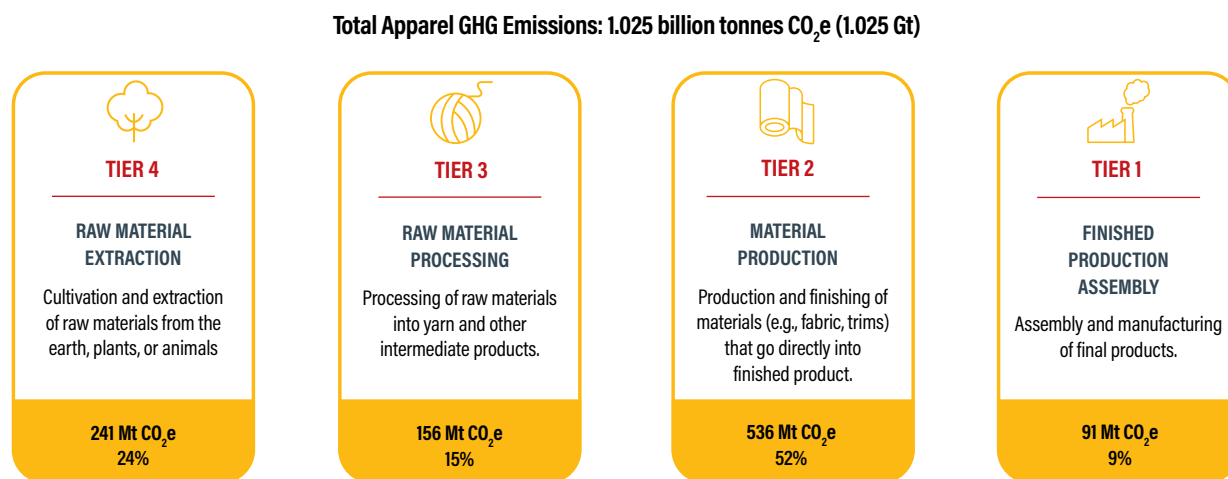 Total Apparel GHG Emissions: 1.025 billion tonnes CO₂e (1.025 Gt)
TIER 4
RAW MATERIAL
EXTRACTION
Cultivation and extraction
of raw materials from the
earth, plants, or animals
241 Mt CO₂e
24%
TIER 3
RAW MATERIAL
PROCESSING
Processing of raw materials
into yarn and other
intermediate products.
156 Mt CO₂e
15%
TIER 2
MATERIAL
PRODUCTION
Production and finishing of
materials (e.g., fabric, trims)
that go directly into
finished product.
536 Mt CO₂e
52%
TIER 1
FINISHED
PRODUCTION
ASSEMBLY
Assembly and manufacturing
of final products.
91 Mt CO₂e
9%